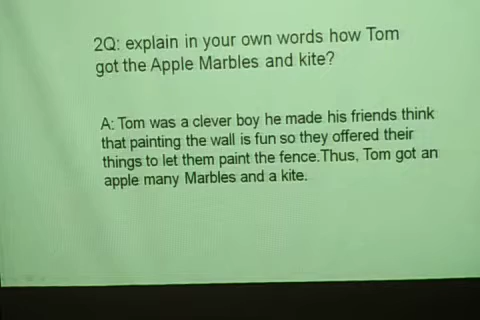 2Q: explain in your own words how Tom
got the Apple Marbles and kite?
A: Tom was a clever boy he made his friends think
that painting the wall is fun so they offered their
things to let them paint the fence.Thus, Tom got an
apple many Marbles and a kite.